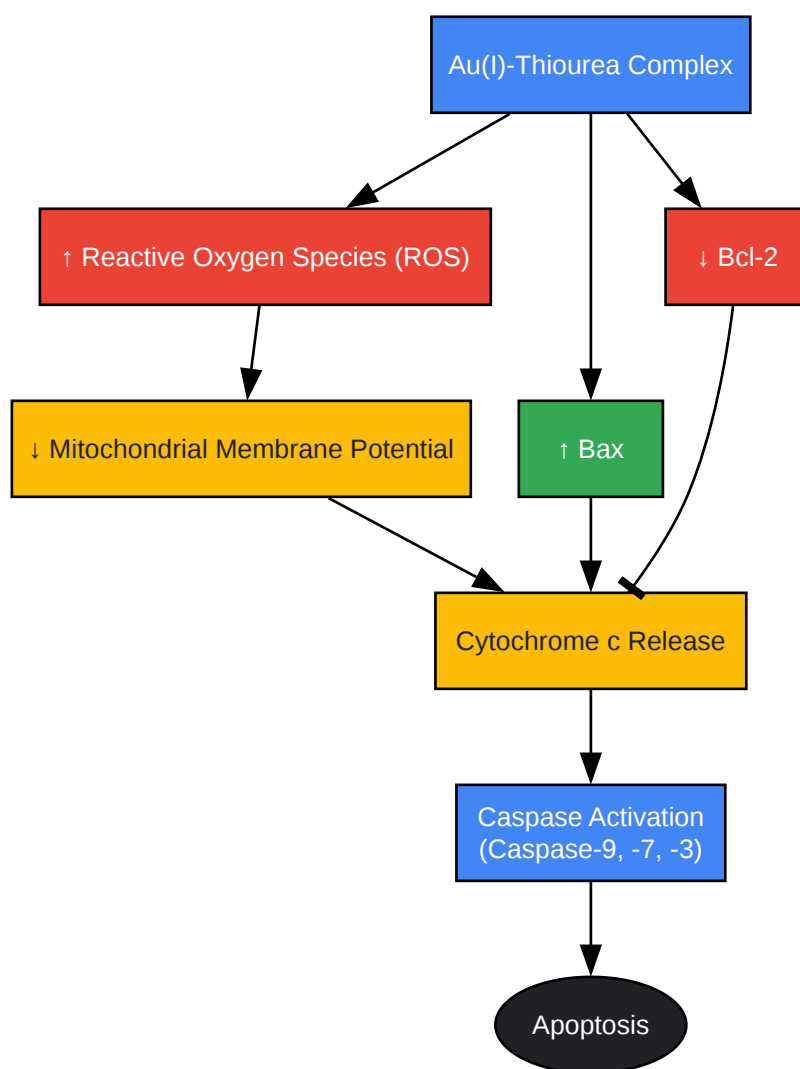 Au(I)-Thiourea Complex
↑ Reactive Oxygen Species (ROS)
↓ Bcl-2
↓ Mitochondrial Membrane Potential
↑ Bax
Cytochrome c Release
Caspase Activation
(Caspase-9, -7, -3)
Apoptosis